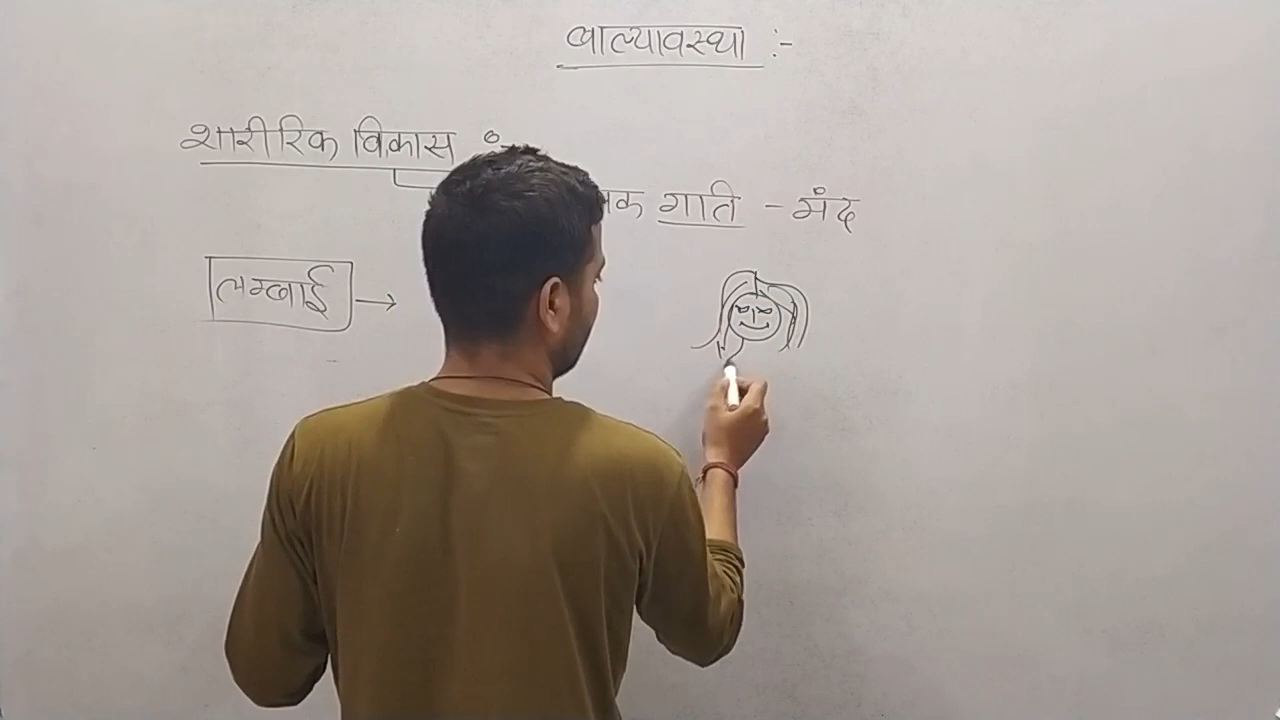 बाल्यावस्था :-
शारीरिक विकास
गति - मंद
लम्बाई →